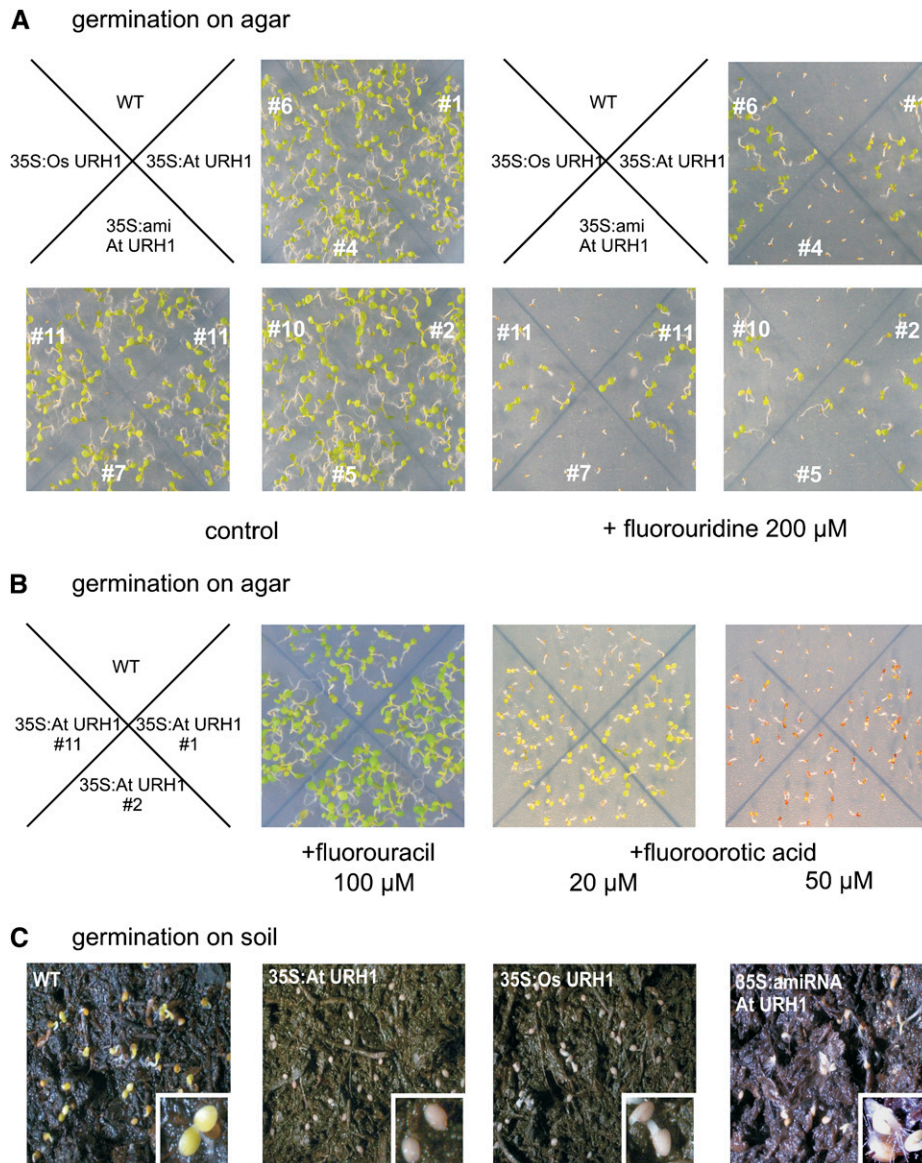 A germination on agar
WT
35S:Os URH1 35S:At URH1
35S:ami
At URH1
#6 #1
#4
WT
35S:Os URH1 35S:At URH1
35S:ami
At URH1
#6 #1
#4
#11 #11
#7
#10 #2
#5
#11 #11
#7
#10 #2
#5
control
+ fluorouridine 200 µM
B germination on agar
WT
35S:At URH1 35S:At URH1
#11 #1
35S:At URH1
#2
+fluorouracil
100 µM
+fluoroorotic acid
20 µM 50 µM
C germination on soil
WT
35S:At URH1
35S:Os URH1
35S:amiRNA
At URH1